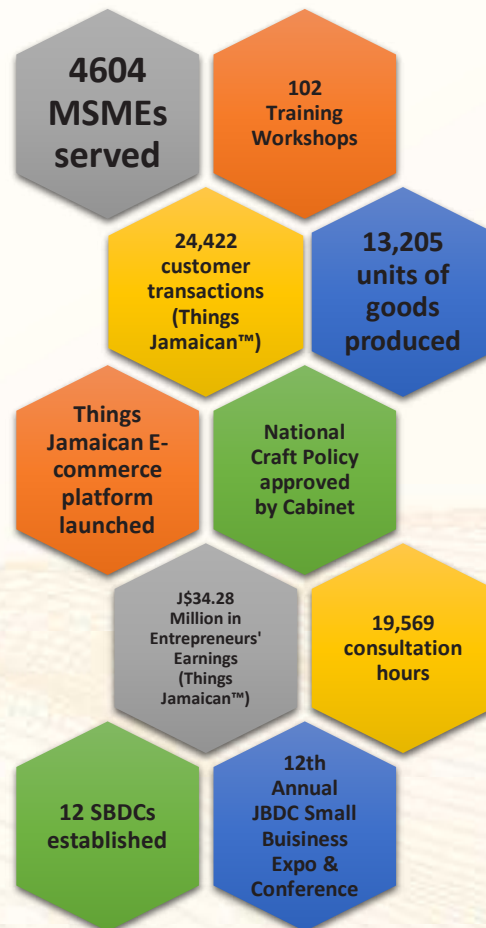 4604
MSMEs
served
102
Training
Workshops
24,422
customer
transactions
(Things
Jamaican™)
13,205
units of
goods
produced
Things
Jamaican E-
commerce
platform
launched
National
Craft Policy
approved
by Cabinet
J$34.28
Million in
Entrepreneurs'
Earnings
(Things
Jamaican™)
19,569
consultation
hours
12 SBDCs
established
12th
Annual
JBDC Small
Buisiness
Expo &
Conference